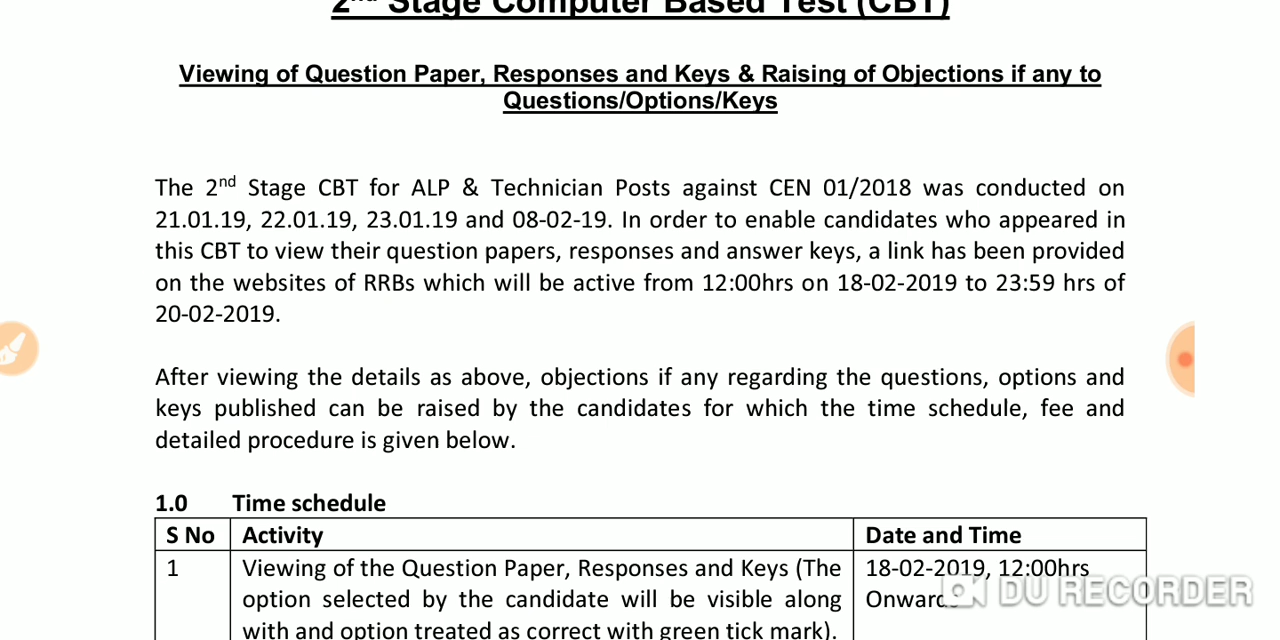 2nd Stage Computer Based Test (CBT)
Viewing of Question Paper, Responses and Keys & Raising of Objections if any to
Questions/Options/Keys
The 2nd Stage CBT for ALP & Technician Posts against CEN 01/2018 was conducted on
21.01.19, 22.01.19, 23.01.19 and 08-02-19. In order to enable candidates who appeared in
this CBT to view their question papers, responses and answer keys, a link has been provided
on the websites of RRBs which will be active from 12:00hrs on 18-02-2019 to 23:59 hrs of
20-02-2019.
After viewing the details as above, objections if any regarding the questions, options and
keys published can be raised by the candidates for which the time schedule, fee and
detailed procedure is given below.
1.0 Time schedule
S No Activity Date and Time
1 Viewing of the Question Paper, Responses and Keys (The 18-02-2019, 12:00hrs
option selected by the candidate will be visible along Onwards
with and option treated as correct with green tick mark).
DU RECORDER